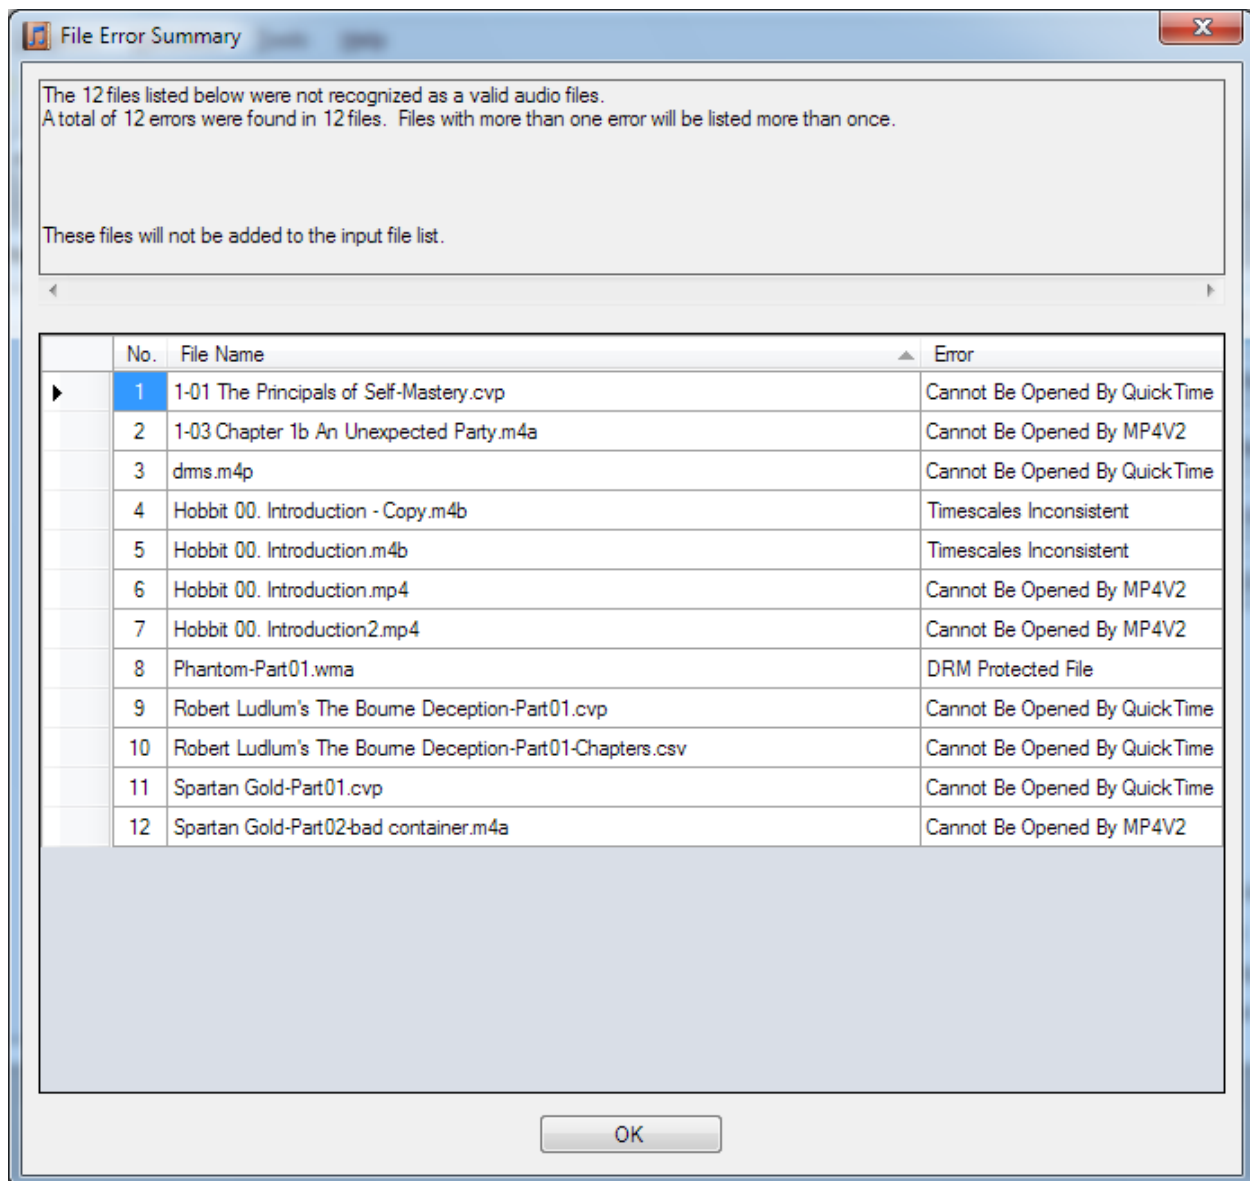 File Error Summary
The 12 files listed below were not recognized as a valid audio files.
A total of 12 errors were found in 12 files.  Files with more than one error will be listed more than once.
These files will not be added to the input file list.
No. File Name Error
1 1-01 The Principals of Self-Mastery.cvp Cannot Be Opened By QuickTime
2 1-03 Chapter 1b An Unexpected Party.m4a Cannot Be Opened By MP4V2
3 drms.m4p Cannot Be Opened By QuickTime
4 Hobbit 00. Introduction - Copy.m4b Timescales Inconsistent
5 Hobbit 00. Introduction.m4b Timescales Inconsistent
6 Hobbit 00. Introduction.mp4 Cannot Be Opened By MP4V2
7 Hobbit 00. Introduction2.mp4 Cannot Be Opened By MP4V2
8 Phantom-Part01.wma DRM Protected File
9 Robert Ludlum's The Bourne Deception-Part01.cvp Cannot Be Opened By QuickTime
10 Robert Ludlum's The Bourne Deception-Part01-Chapters.csv Cannot Be Opened By QuickTime
11 Spartan Gold-Part01.cvp Cannot Be Opened By QuickTime
12 Spartan Gold-Part02-bad container.m4a Cannot Be Opened By MP4V2
OK